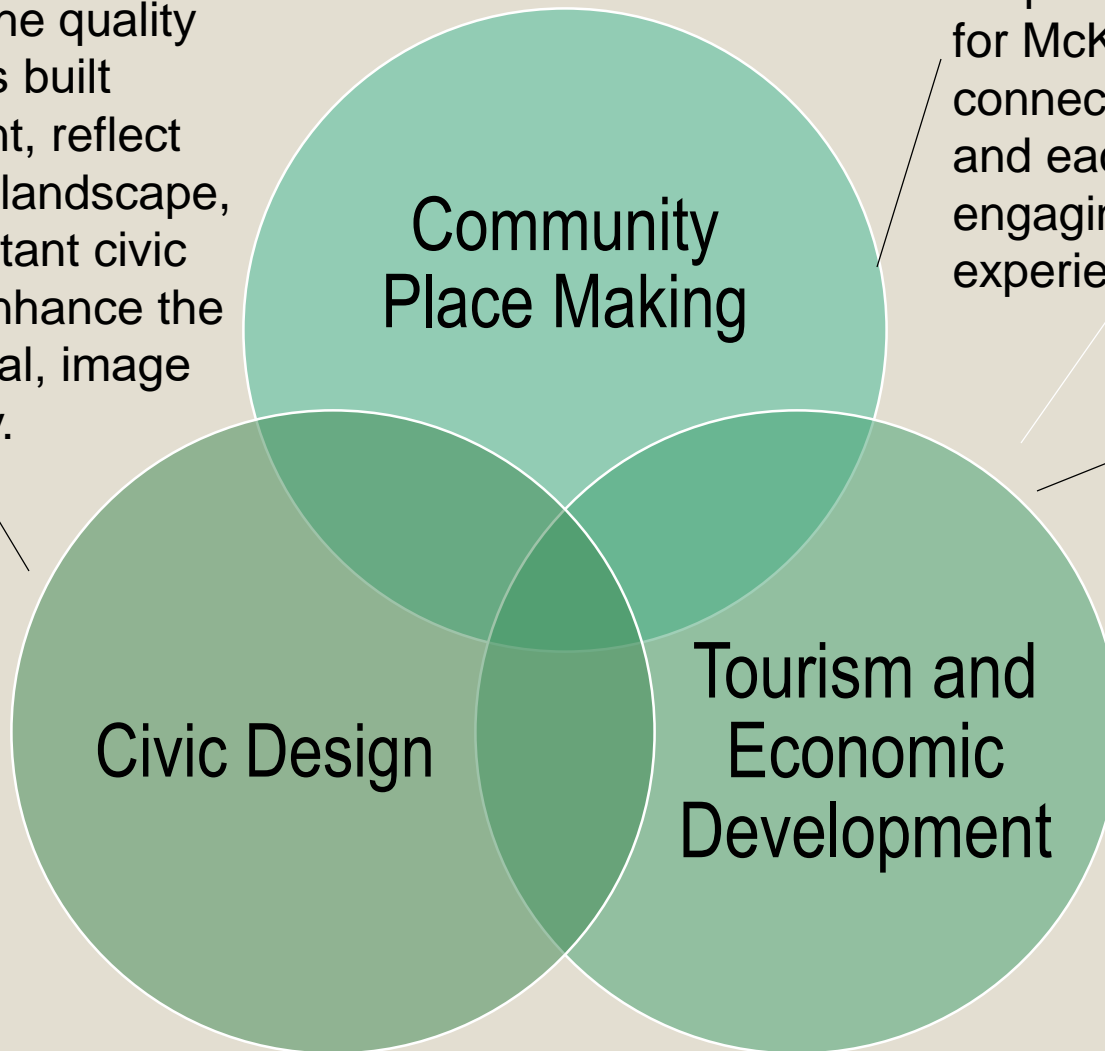 he quality
s built
nt, reflect
landscape,
tant civic
nhance the
al, image
y.
for McK
connec
and eac
engagin
experie
Community
Place Making
Civic Design
Tourism and
Economic
Development